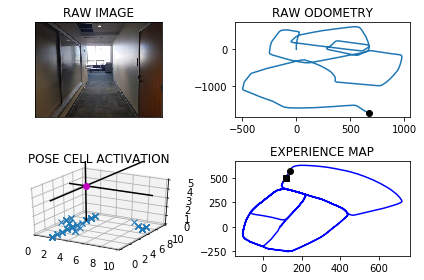 RAW IMAGE
RAW ODOMETRY
0
−1000
−500 0 500 1000
POSE CELL ACTIVATION
5
4
3
2
1
0
0 2 4 6 8 10
0 2 4 6 8 10
EXPERIENCE MAP
500
250
0
−250
0 200 400 600